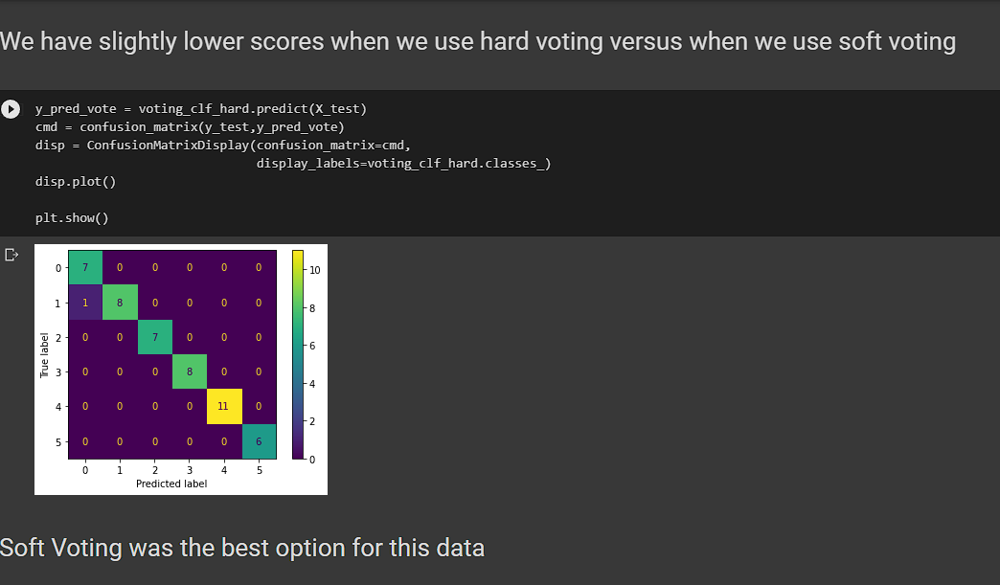 We have slightly lower scores when we use hard voting versus when we use soft voting
y_pred_vote = voting_clf_hard.predict(X_test)
cmd = confusion_matrix(y_test,y_pred_vote)
disp = ConfusionMatrixDisplay(confusion_matrix=cmd,
display_labels=voting_clf_hard.classes_)
disp.plot()
plt.show()
0 7 0 0 0 0 0
1 1 8 0 0 0 0
2 0 0 7 0 0 0
3 0 0 0 8 0 0
4 0 0 0 0 11 0
5 0 0 0 0 0 6
0 1 2 3 4 5
True label
Predicted label
10
8
6
4
2
0
Soft Voting was the best option for this data